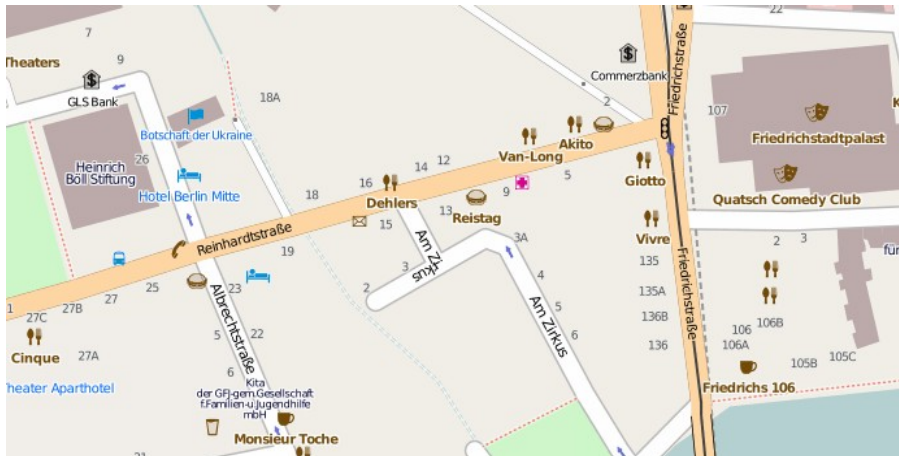 22
7
Theaters
9
GLS Bank
18A
Commerzbank
2
Friedrichstraße
107
Friedrichstadtpalast
K
Botschaft der Ukraine
Akito
Van-Long
26
Heinrich
Böll Stiftung
Hotel Berlin Mitte
14
12
16
18
Dehlers
5
9
Giotto
Quatsch Comedy Club
13
15
Reistag
Vivre
Reinhardtstraße
19
Am Zirkus
3A
2
3
fü
Friedrichstraße
3
2
4
135
1
27C
27B
27
25
23
Albrechtstraße
135A
5
Am Zirkus
6
136B
136
106
106B
106A
105B
105C
Cinque
27A
5
22
6
Theater Aparthotel
Kita
der GFJ-gem.Gesellschaft
f.Familien-u.Jugendhilfe
mbH
Friedrichs 106
Monsieur Toche
21